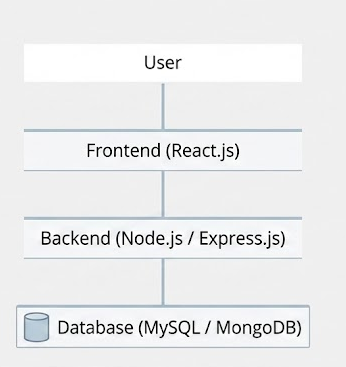 User
Frontend (React.js)
Backend (Node.js / Express.js)
Database (MySQL / MongoDB)